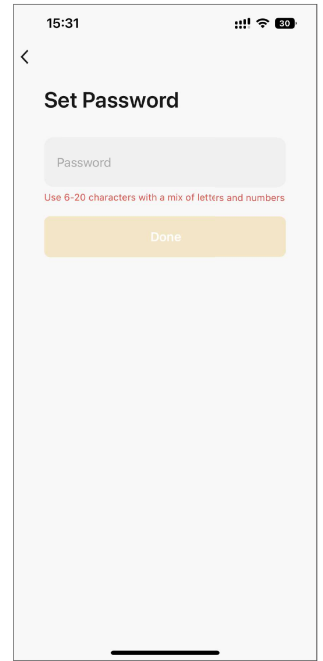 15:31
30
Set Password
Password
Use 6-20 characters with a mix of letters and numbers
Done